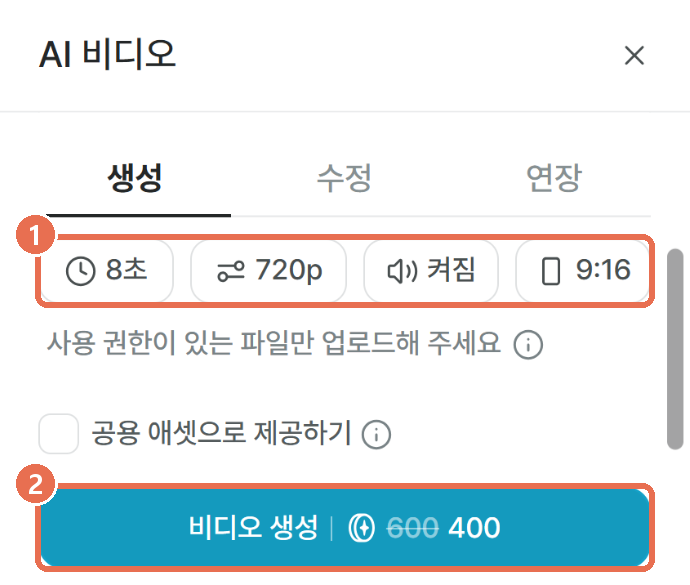 AI 비디오
생성 수정 연장
1
8초 720p 켜짐 9:16
사용 권한이 있는 파일만 업로드해 주세요
공용 애셋으로 제공하기
2
비디오 생성 600 400